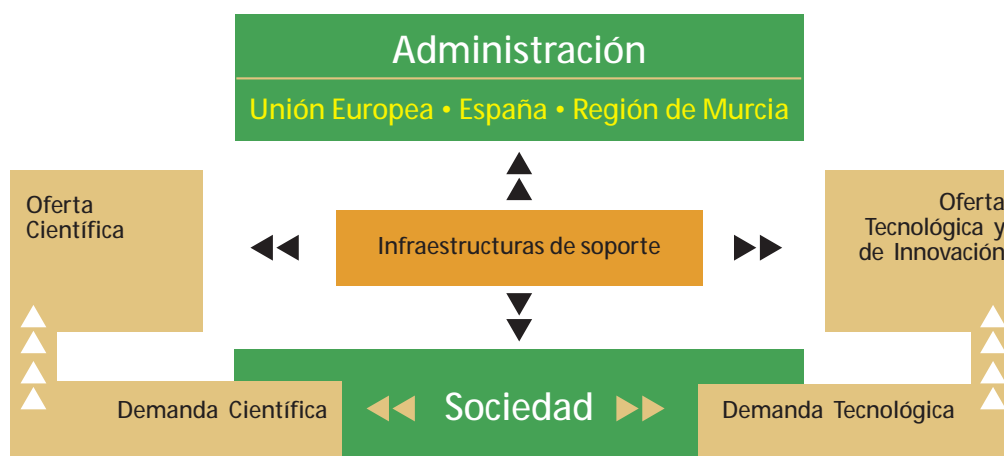 Administración
Unión Europea • España • Región de Murcia
Oferta
Científica
Infraestructuras de soporte
Oferta
Tecnológica y
de Innovación
Demanda Científica
Sociedad
Demanda Tecnológica